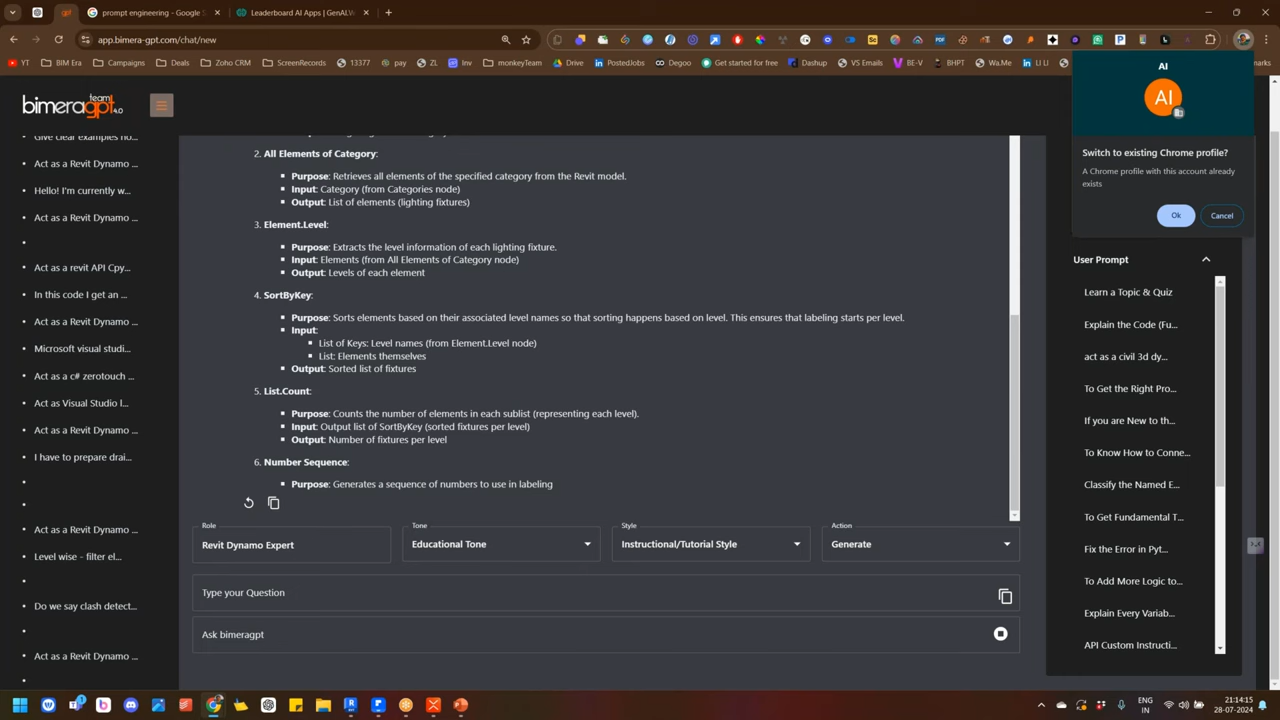 prompt engineering - Google S
Leaderboard AI Apps | GenAI.W
app.bimera-gpt.com/chat/new
YT
BIM Era
Campaigns
Deals
Zoho CRM
ScreenRecords
13377
pay
ZL
Inv
monkeyTeam
Drive
PostedJobs
Degoo
Get started for free
Dashup
VS Emails
BE-V
BHPT
Wa.Me
LI LI
marks
bimeragpt team 4.0
Give clear examples no...
Act as a Revit Dynamo ...
Hello! I'm currently w...
Act as a Revit Dynamo ...
Act as a revit API Cpy...
In this code I get an ...
Act as a Revit Dynamo ...
Microsoft visual studi...
Act as a c# zerotouch ...
Act as Visual Studio I...
Act as a Revit Dynamo ...
I have to prepare drai...
Act as a Revit Dynamo ...
Level wise - filter el...
Do we say clash detect...
Act as a Revit Dynamo ...
2. All Elements of Category:
Purpose: Retrieves all elements of the specified category from the Revit model.
Input: Category (from Categories node)
Output: List of elements (lighting fixtures)
3. Element.Level:
Purpose: Extracts the level information of each lighting fixture.
Input: Elements (from All Elements of Category node)
Output: Levels of each element
4. SortByKey:
Purpose: Sorts elements based on their associated level names so that sorting happens based on level. This ensures that labeling starts per level.
Input:
List of Keys: Level names (from Element.Level node)
List: Elements themselves
Output: Sorted list of fixtures
5. List.Count:
Purpose: Counts the number of elements in each sublist (representing each level).
Input: Output list of SortByKey (sorted fixtures per level)
Output: Number of fixtures per level
6. Number Sequence:
Purpose: Generates a sequence of numbers to use in labeling
Role
Revit Dynamo Expert
Tone
Educational Tone
Style
Instructional/Tutorial Style
Action
Generate
Type your Question
Ask bimeragpt
AI
AI
Switch to existing Chrome profile?
A Chrome profile with this account already
exists
Ok
Cancel
User Prompt
Learn a Topic & Quiz
Explain the Code (Fu...
act as a civil 3d dy...
To Get the Right Pro...
If you are New to th...
To Know How to Conne...
Classify the Named E...
To Get Fundamental T...
Fix the Error in Pyt...
To Add More Logic to...
Explain Every Variab...
API Custom Instructi...
ENG
IN
21:14:15
28-07-2024